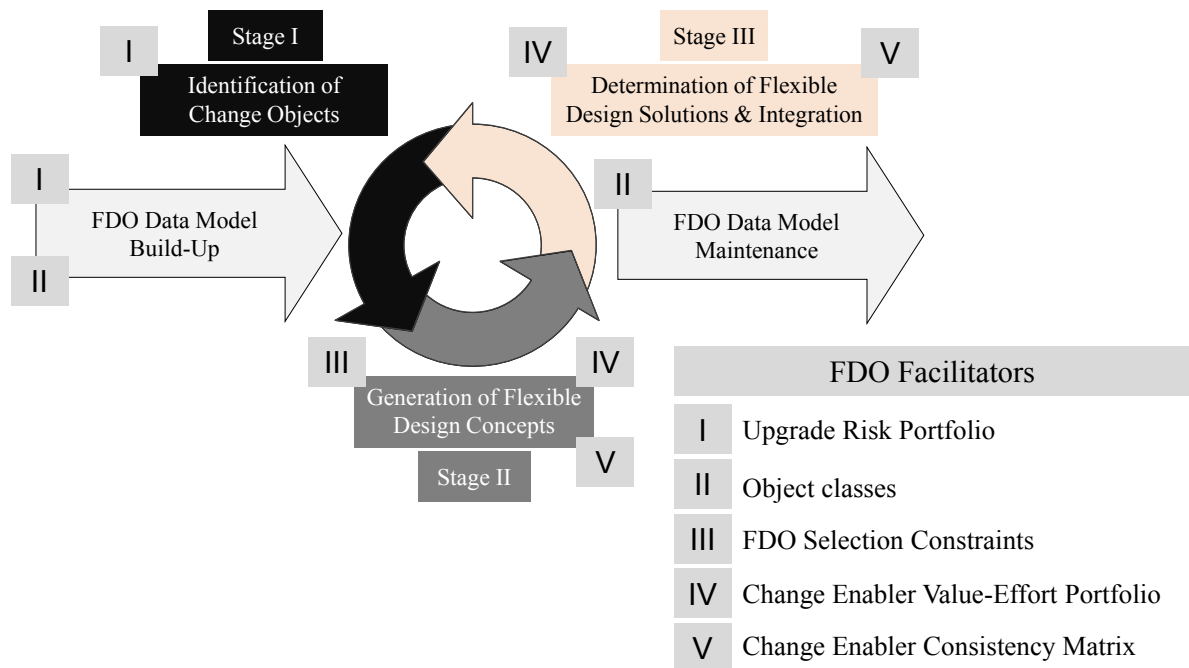 I
Stage I
Identification of
Change Objects
IV
Stage III
V
Determination of Flexible
Design Solutions & Integration
I
FDO Data Model
Build-Up
II
II
FDO Data Model
Maintenance
III
IV
Generation of Flexible
Design Concepts
V
Stage II
FDO Facilitators
I Upgrade Risk Portfolio
II Object classes
III FDO Selection Constraints
IV Change Enabler Value-Effort Portfolio
V Change Enabler Consistency Matrix